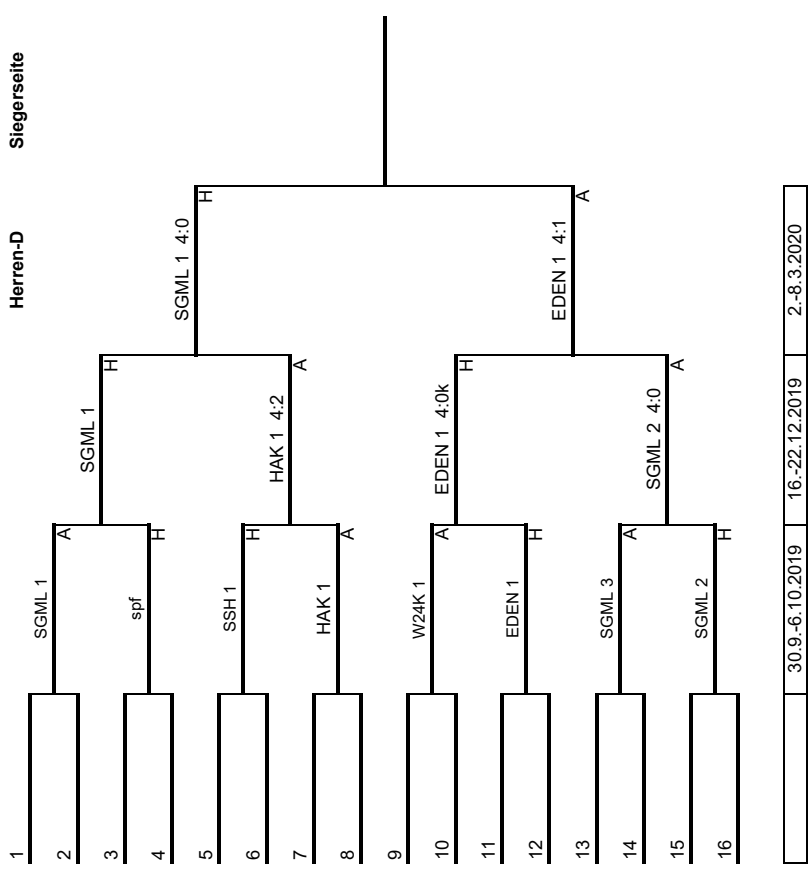 Herren-D
Siegerseite
1
2
3
4
5
6
7
8
9
10
11
12
13
14
15
16
SGML 1
A
spf
H
SSH 1
H
HAK 1
A
W24K 1
A
EDEN 1
H
SGML 3
A
SGML 2
H
SGML 1
H
HAK 1 4:2
A
EDEN 1 4:0k
H
SGML 2 4:0
A
SGML 1 4:0
H
EDEN 1 4:1
A
30.9.-6.10.2019
16.-22.12.2019
2.-8.3.2020